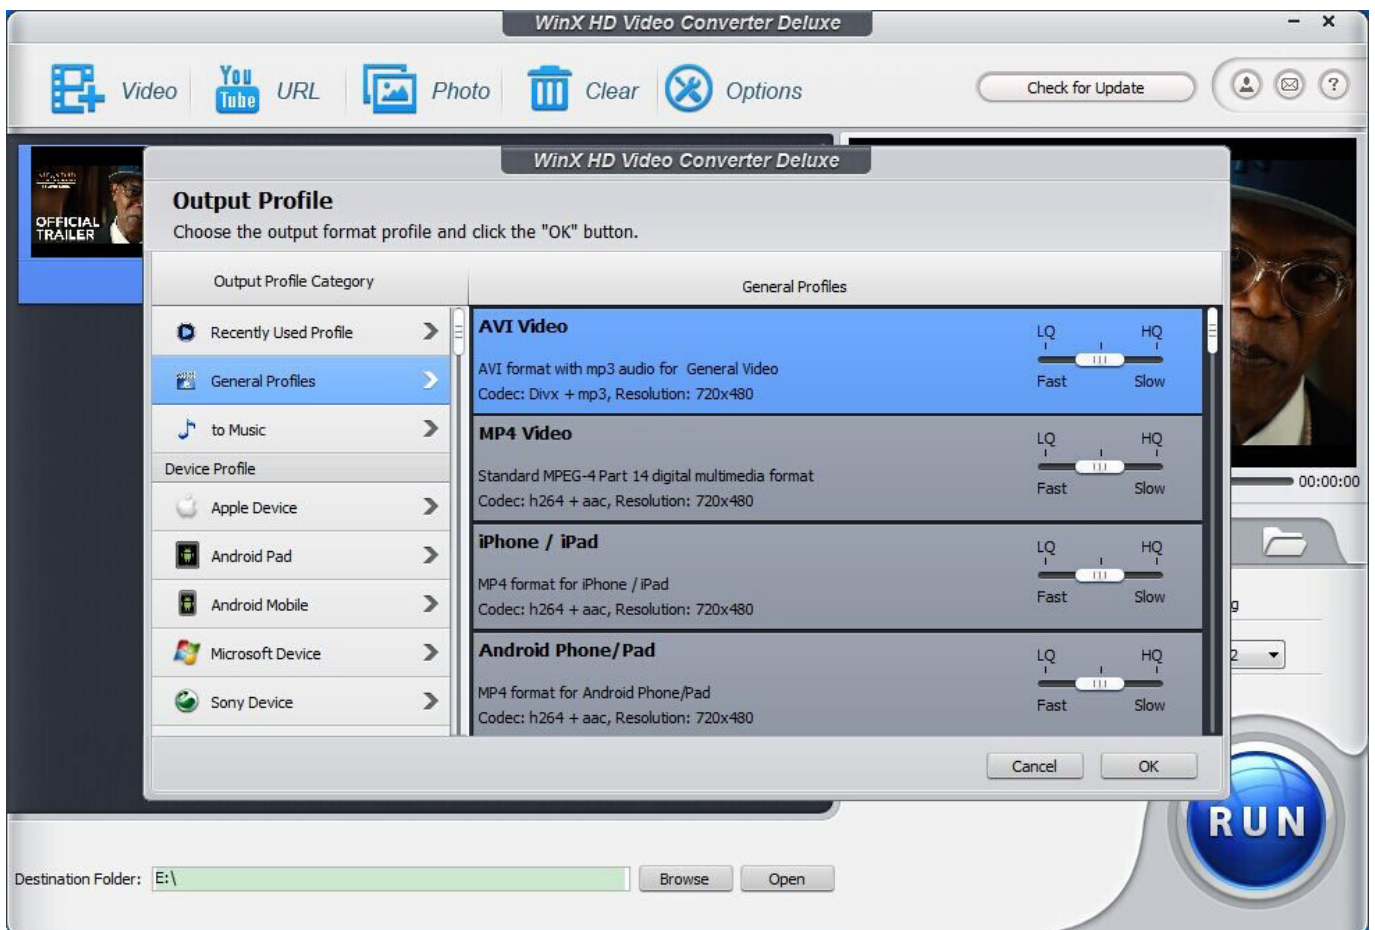 WinX HD Video Converter Deluxe
Video
You Tube URL
Photo
Clear
Options
Check for Update
?
OFFICIAL
TRAILER
WinX HD Video Converter Deluxe
Output Profile
Choose the output format profile and click the "OK" button.
Output Profile Category
General Profiles
Recently Used Profile
General Profiles
to Music
Device Profile
Apple Device
Android Pad
Android Mobile
Microsoft Device
Sony Device
AVI Video
LQ HQ
AVI format with mp3 audio for General Video
Fast Slow
Codec: Divx + mp3, Resolution: 720x480
MP4 Video
LQ HQ
Standard MPEG-4 Part 14 digital multimedia format
Fast Slow
Codec: h264 + aac, Resolution: 720x480
iPhone / iPad
LQ HQ
MP4 format for iPhone / iPad
Fast Slow
Codec: h264 + aac, Resolution: 720x480
Android Phone/Pad
LQ HQ
MP4 format for Android Phone/Pad
Fast Slow
Codec: h264 + aac, Resolution: 720x480
00:00:00
g
2
Cancel
OK
RUN
Destination Folder:
E:\
Browse
Open